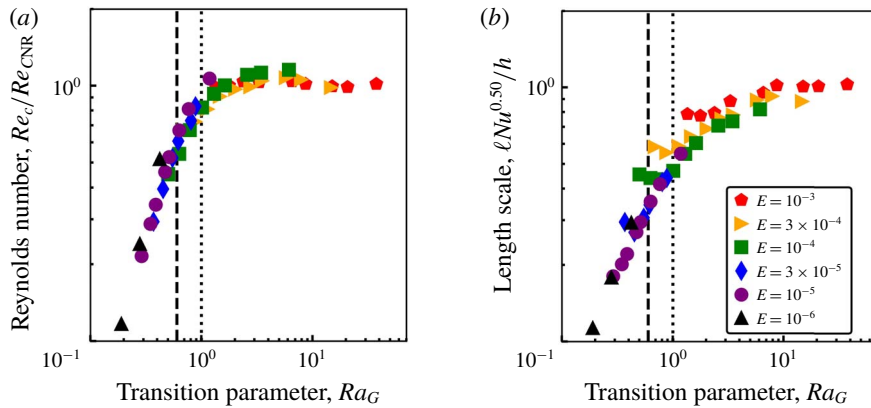 (a)
Reynolds number, Re_c/Re_CNR
10^0
10^−1
10^0
10^1
Transition parameter, Ra_G
(b)
Length scale, ℓNu^0.50/h
10^0
10^−1
10^0
10^1
Transition parameter, Ra_G
E = 10^−3
E = 3 × 10^−4
E = 10^−4
E = 3 × 10^−5
E = 10^−5
E = 10^−6